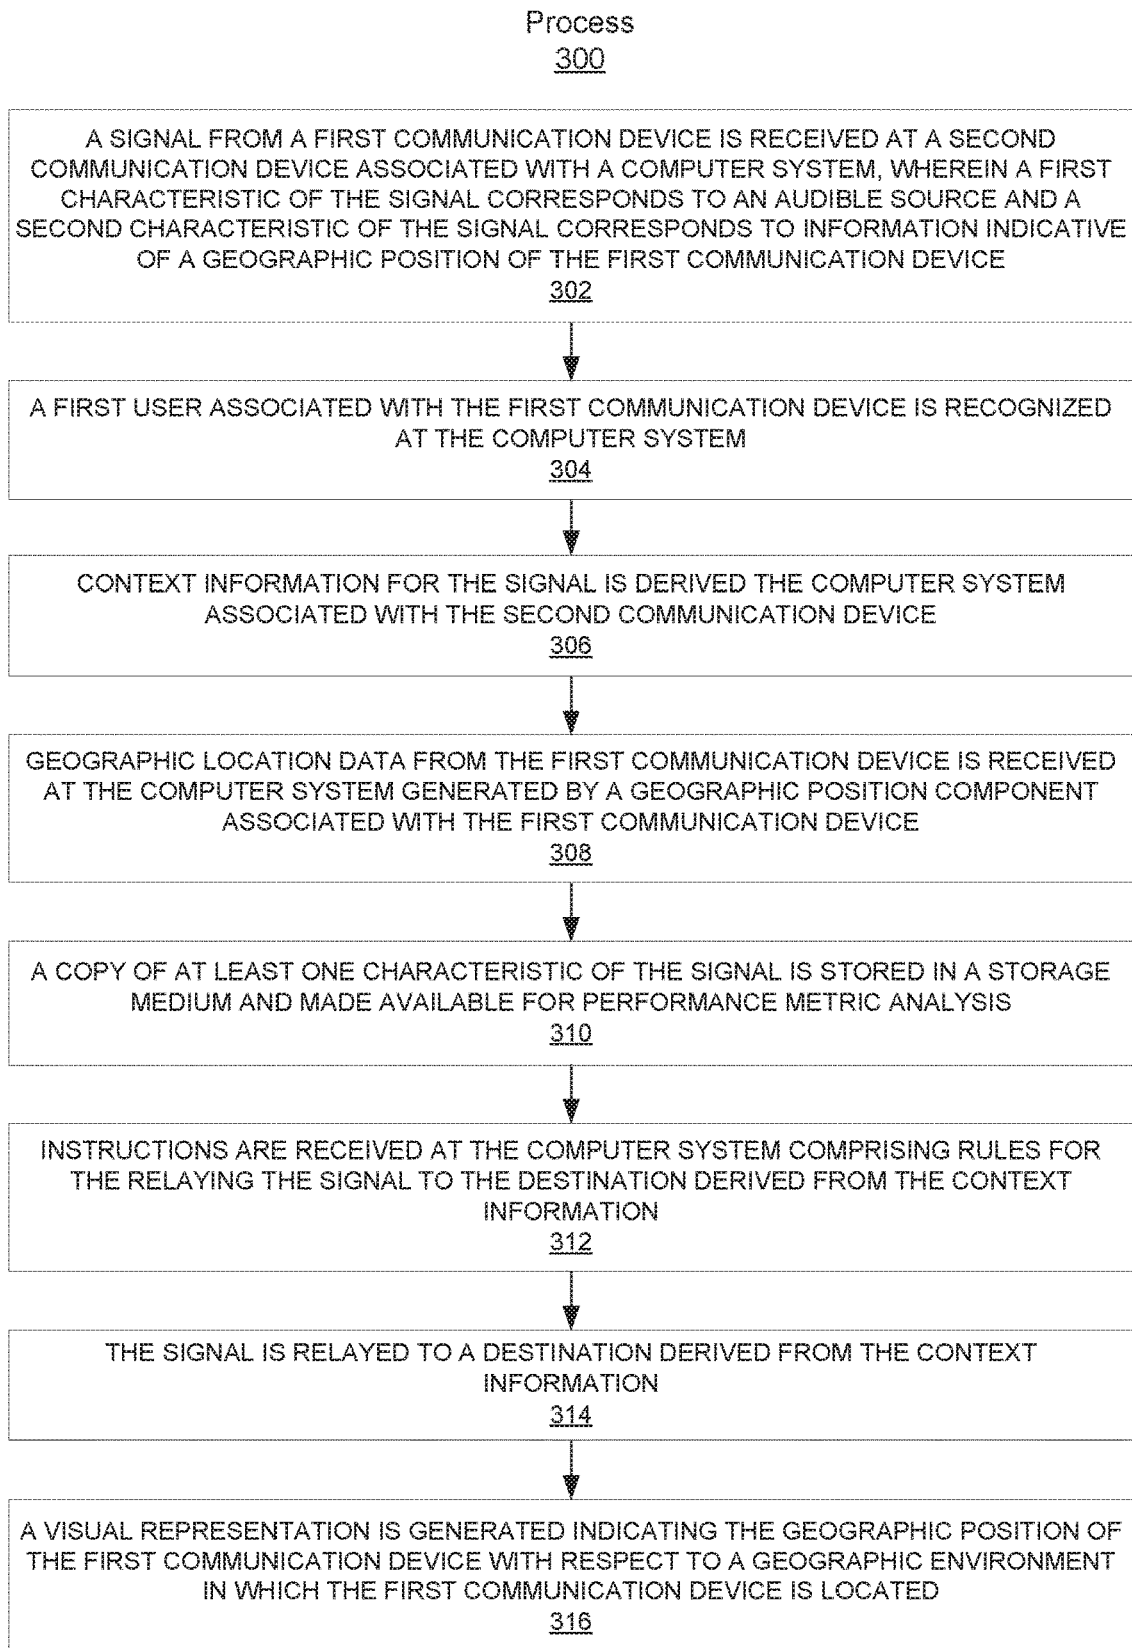 Process
300
A SIGNAL FROM A FIRST COMMUNICATION DEVICE IS RECEIVED AT A SECOND
COMMUNICATION DEVICE ASSOCIATED WITH A COMPUTER SYSTEM, WHEREIN A FIRST
CHARACTERISTIC OF THE SIGNAL CORRESPONDS TO AN AUDIBLE SOURCE AND A
SECOND CHARACTERISTIC OF THE SIGNAL CORRESPONDS TO INFORMATION INDICATIVE
OF A GEOGRAPHIC POSITION OF THE FIRST COMMUNICATION DEVICE
302
A FIRST USER ASSOCIATED WITH THE FIRST COMMUNICATION DEVICE IS RECOGNIZED
AT THE COMPUTER SYSTEM
304
CONTEXT INFORMATION FOR THE SIGNAL IS DERIVED THE COMPUTER SYSTEM
ASSOCIATED WITH THE SECOND COMMUNICATION DEVICE
306
GEOGRAPHIC LOCATION DATA FROM THE FIRST COMMUNICATION DEVICE IS RECEIVED
AT THE COMPUTER SYSTEM GENERATED BY A GEOGRAPHIC POSITION COMPONENT
ASSOCIATED WITH THE FIRST COMMUNICATION DEVICE
308
A COPY OF AT LEAST ONE CHARACTERISTIC OF THE SIGNAL IS STORED IN A STORAGE
MEDIUM AND MADE AVAILABLE FOR PERFORMANCE METRIC ANALYSIS
310
INSTRUCTIONS ARE RECEIVED AT THE COMPUTER SYSTEM COMPRISING RULES FOR
THE RELAYING THE SIGNAL TO THE DESTINATION DERIVED FROM THE CONTEXT
INFORMATION
312
THE SIGNAL IS RELAYED TO A DESTINATION DERIVED FROM THE CONTEXT
INFORMATION
314
A VISUAL REPRESENTATION IS GENERATED INDICATING THE GEOGRAPHIC POSITION OF
THE FIRST COMMUNICATION DEVICE WITH RESPECT TO A GEOGRAPHIC ENVIRONMENT
IN WHICH THE FIRST COMMUNICATION DEVICE IS LOCATED
316